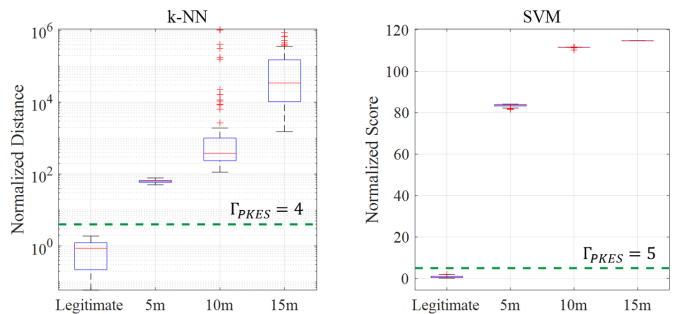 k-NN
Normalized Distance
10^6
10^4
10^2
10^0
Γ_PKES = 4
Legitimate 5m 10m 15m
SVM
Normalized Score
120
100
80
60
40
20
0
Γ_PKES = 5
Legitimate 5m 10m 15m